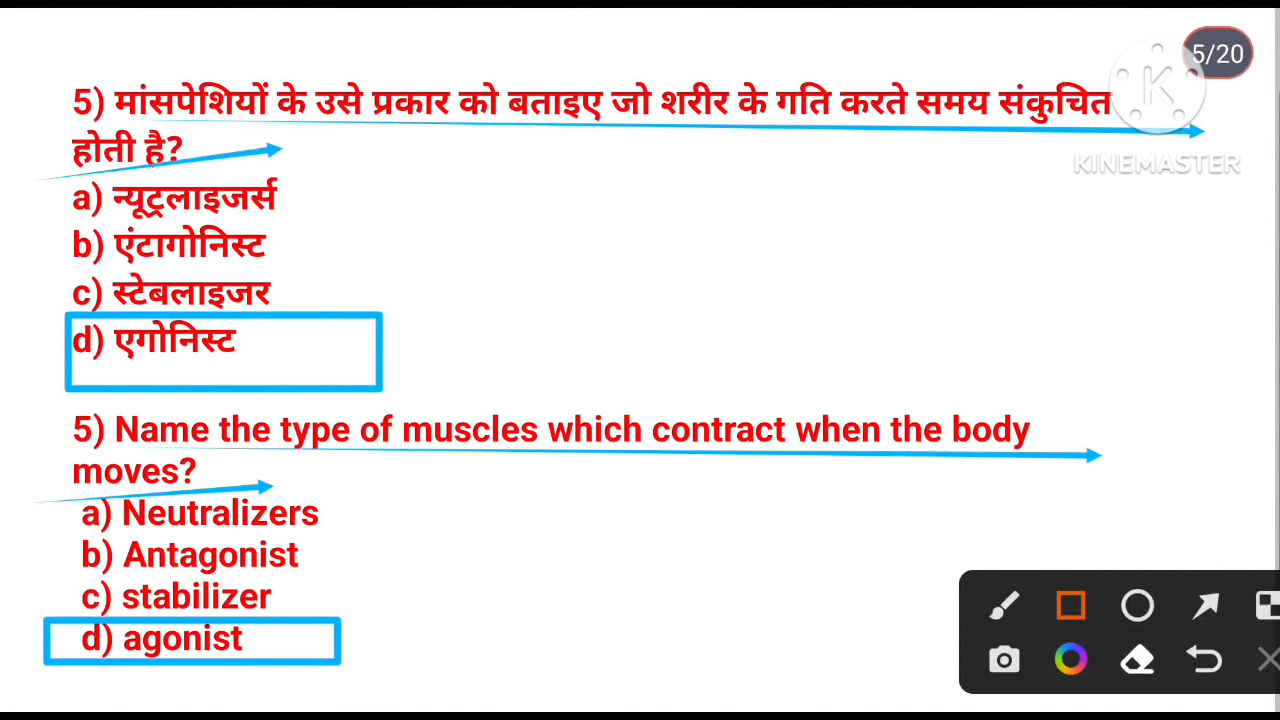 5/20
5) मांसपेशियों के उसे प्रकार को बताइए जो शरीर के गति करते समय संकुचित
होती है?
KINEMASTER
a) न्यूट्रलाइजर्स
b) एंटागोनिस्ट
c) स्टेबलाइजर
d) एगोनिस्ट
5) Name the type of muscles which contract when the body
moves?
a) Neutralizers
b) Antagonist
c) stabilizer
d) agonist